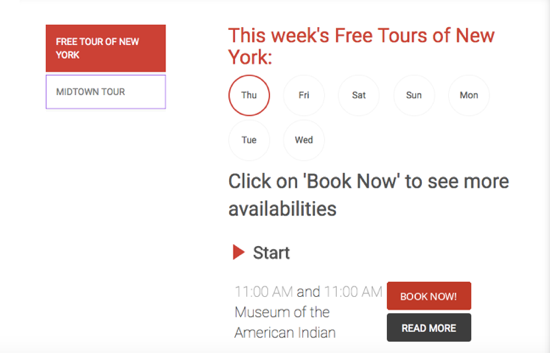 FREE TOUR OF NEW
YORK
MIDTOWN TOUR
This week's Free Tours of New
York:
Thu
Fri
Sat
Sun
Mon
Tue
Wed
Click on 'Book Now' to see more
availabilities
Start
11:00 AM and 11:00 AM
Museum of the
American Indian
BOOK NOW!
READ MORE